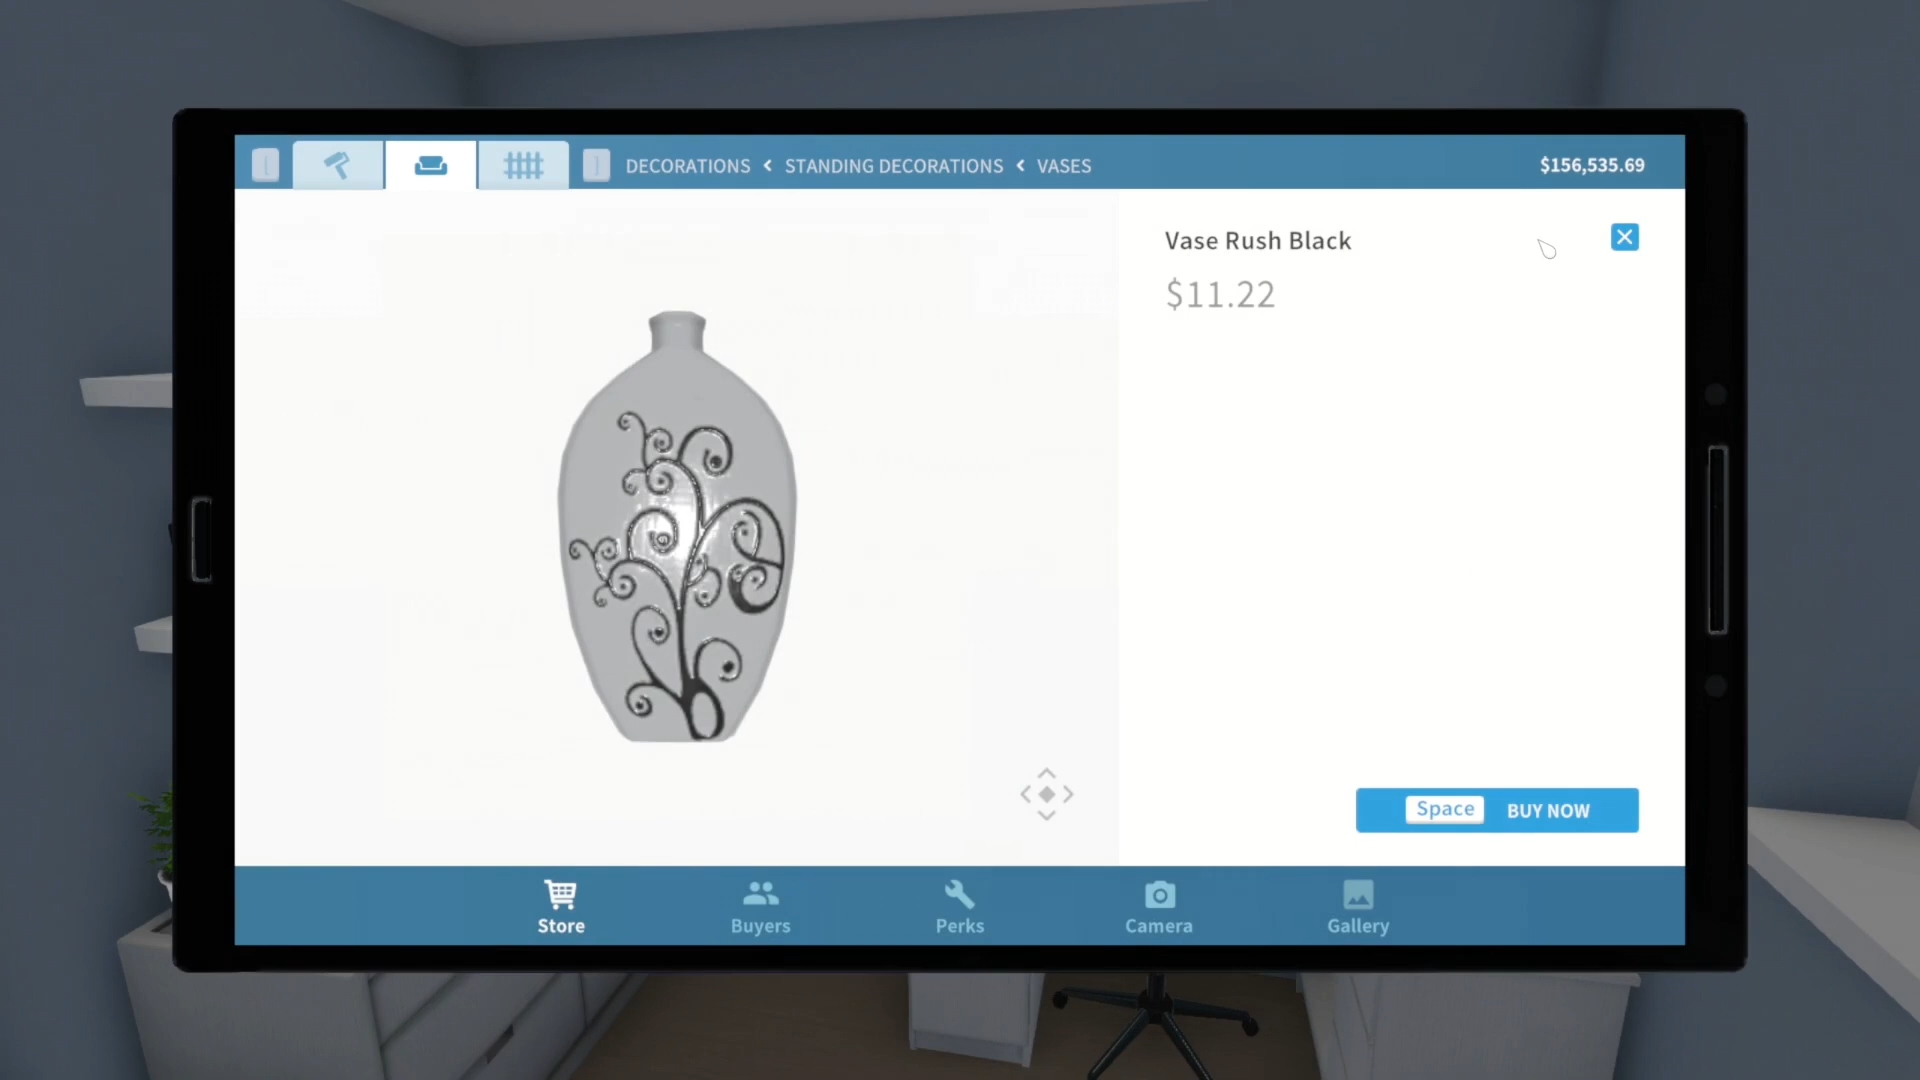 [ ] DECORATIONS < STANDING DECORATIONS < VASES $156,535.69
Vase Rush Black
$11.22
Space BUY NOW
Store Buyers Perks Camera Gallery